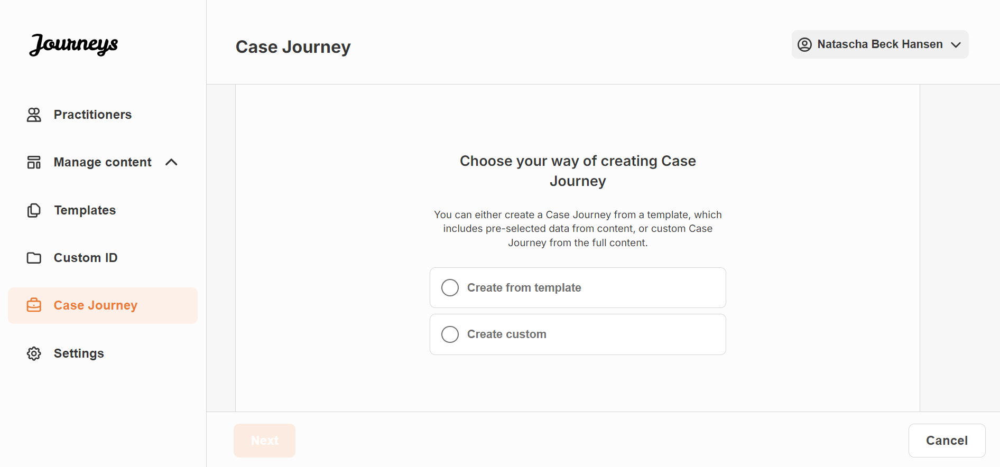 Journeys
Case Journey
Natascha Beck Hansen
Practitioners
Manage content
Templates
Custom ID
Case Journey
Settings
Choose your way of creating Case
Journey
You can either create a Case Journey from a template, which
includes pre-selected data from content, or custom Case
Journey from the full content.
Create from template
Create custom
Next
Cancel